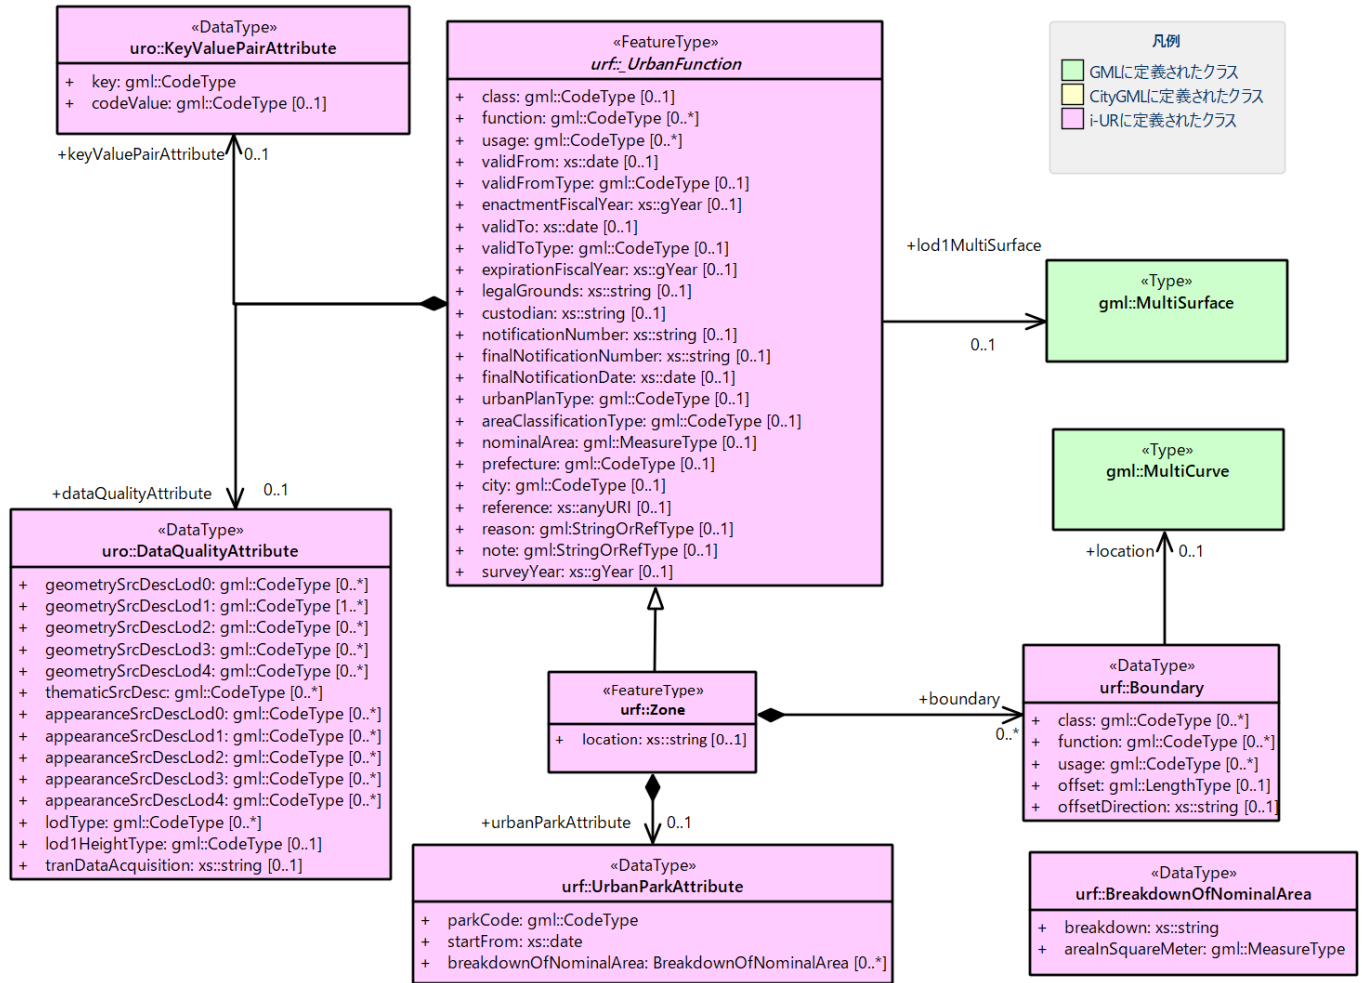 «DataType»
uro::KeyValuePairAttribute
+ key: gml::CodeType
+ codeValue: gml::CodeType [0..1]
+keyValuePairAttribute
0..1
«FeatureType»
urf::_UrbanFunction
+ class: gml::CodeType [0..1]
+ function: gml::CodeType [0..*]
+ usage: gml::CodeType [0..*]
+ validFrom: xs::date [0..1]
+ validFromType: gml::CodeType [0..1]
+ enactmentFiscalYear: xs::gYear [0..1]
+ validTo: xs::date [0..1]
+ validToType: gml::CodeType [0..1]
+ expirationFiscalYear: xs::gYear [0..1]
+ legalGrounds: xs::string [0..1]
+ custodian: xs::string [0..1]
+ notificationNumber: xs::string [0..1]
+ finalNotificationNumber: xs::string [0..1]
+ finalNotificationDate: xs::date [0..1]
+ urbanPlanType: gml::CodeType [0..1]
+ areaClassificationType: gml::CodeType [0..1]
+ nominalArea: gml::MeasureType [0..1]
+ prefecture: gml::CodeType [0..1]
+ city: gml::CodeType [0..1]
+ reference: xs::anyURI [0..1]
+ reason: gml:StringOrRefType [0..1]
+ note: gml:StringOrRefType [0..1]
+ surveyYear: xs::gYear [0..1]
凡例
GMLに定義されたクラス
CityGMLに定義されたクラス
i-URに定義されたクラス
+lod1MultiSurface
0..1
«Type»
gml::MultiSurface
«Type»
gml::MultiCurve
+location
0..1
+dataQualityAttribute
0..1
«DataType»
uro::DataQualityAttribute
+ geometrySrcDescLod0: gml::CodeType [0..*]
+ geometrySrcDescLod1: gml::CodeType [1..*]
+ geometrySrcDescLod2: gml::CodeType [0..*]
+ geometrySrcDescLod3: gml::CodeType [0..*]
+ geometrySrcDescLod4: gml::CodeType [0..*]
+ thematicSrcDesc: gml::CodeType [0..*]
+ appearanceSrcDescLod0: gml::CodeType [0..*]
+ appearanceSrcDescLod1: gml::CodeType [0..*]
+ appearanceSrcDescLod2: gml::CodeType [0..*]
+ appearanceSrcDescLod3: gml::CodeType [0..*]
+ appearanceSrcDescLod4: gml::CodeType [0..*]
+ lodType: gml::CodeType [0..*]
+ lod1HeightType: gml::CodeType [0..1]
+ tranDataAcquisition: xs::string [0..1]
«FeatureType»
urf::Zone
+ location: xs::string [0..1]
+boundary
0..*
«DataType»
urf::Boundary
+ class: gml::CodeType [0..*]
+ function: gml::CodeType [0..*]
+ usage: gml::CodeType [0..*]
+ offset: gml::LengthType [0..1]
+ offsetDirection: xs::string [0..1]
+urbanParkAttribute
0..1
«DataType»
urf::UrbanParkAttribute
+ parkCode: gml::CodeType
+ startFrom: xs::date
+ breakdownOfNominalArea: BreakdownOfNominalArea [0..*]
«DataType»
urf::BreakdownOfNominalArea
+ breakdown: xs::string
+ areaInSquareMeter: gml::MeasureType